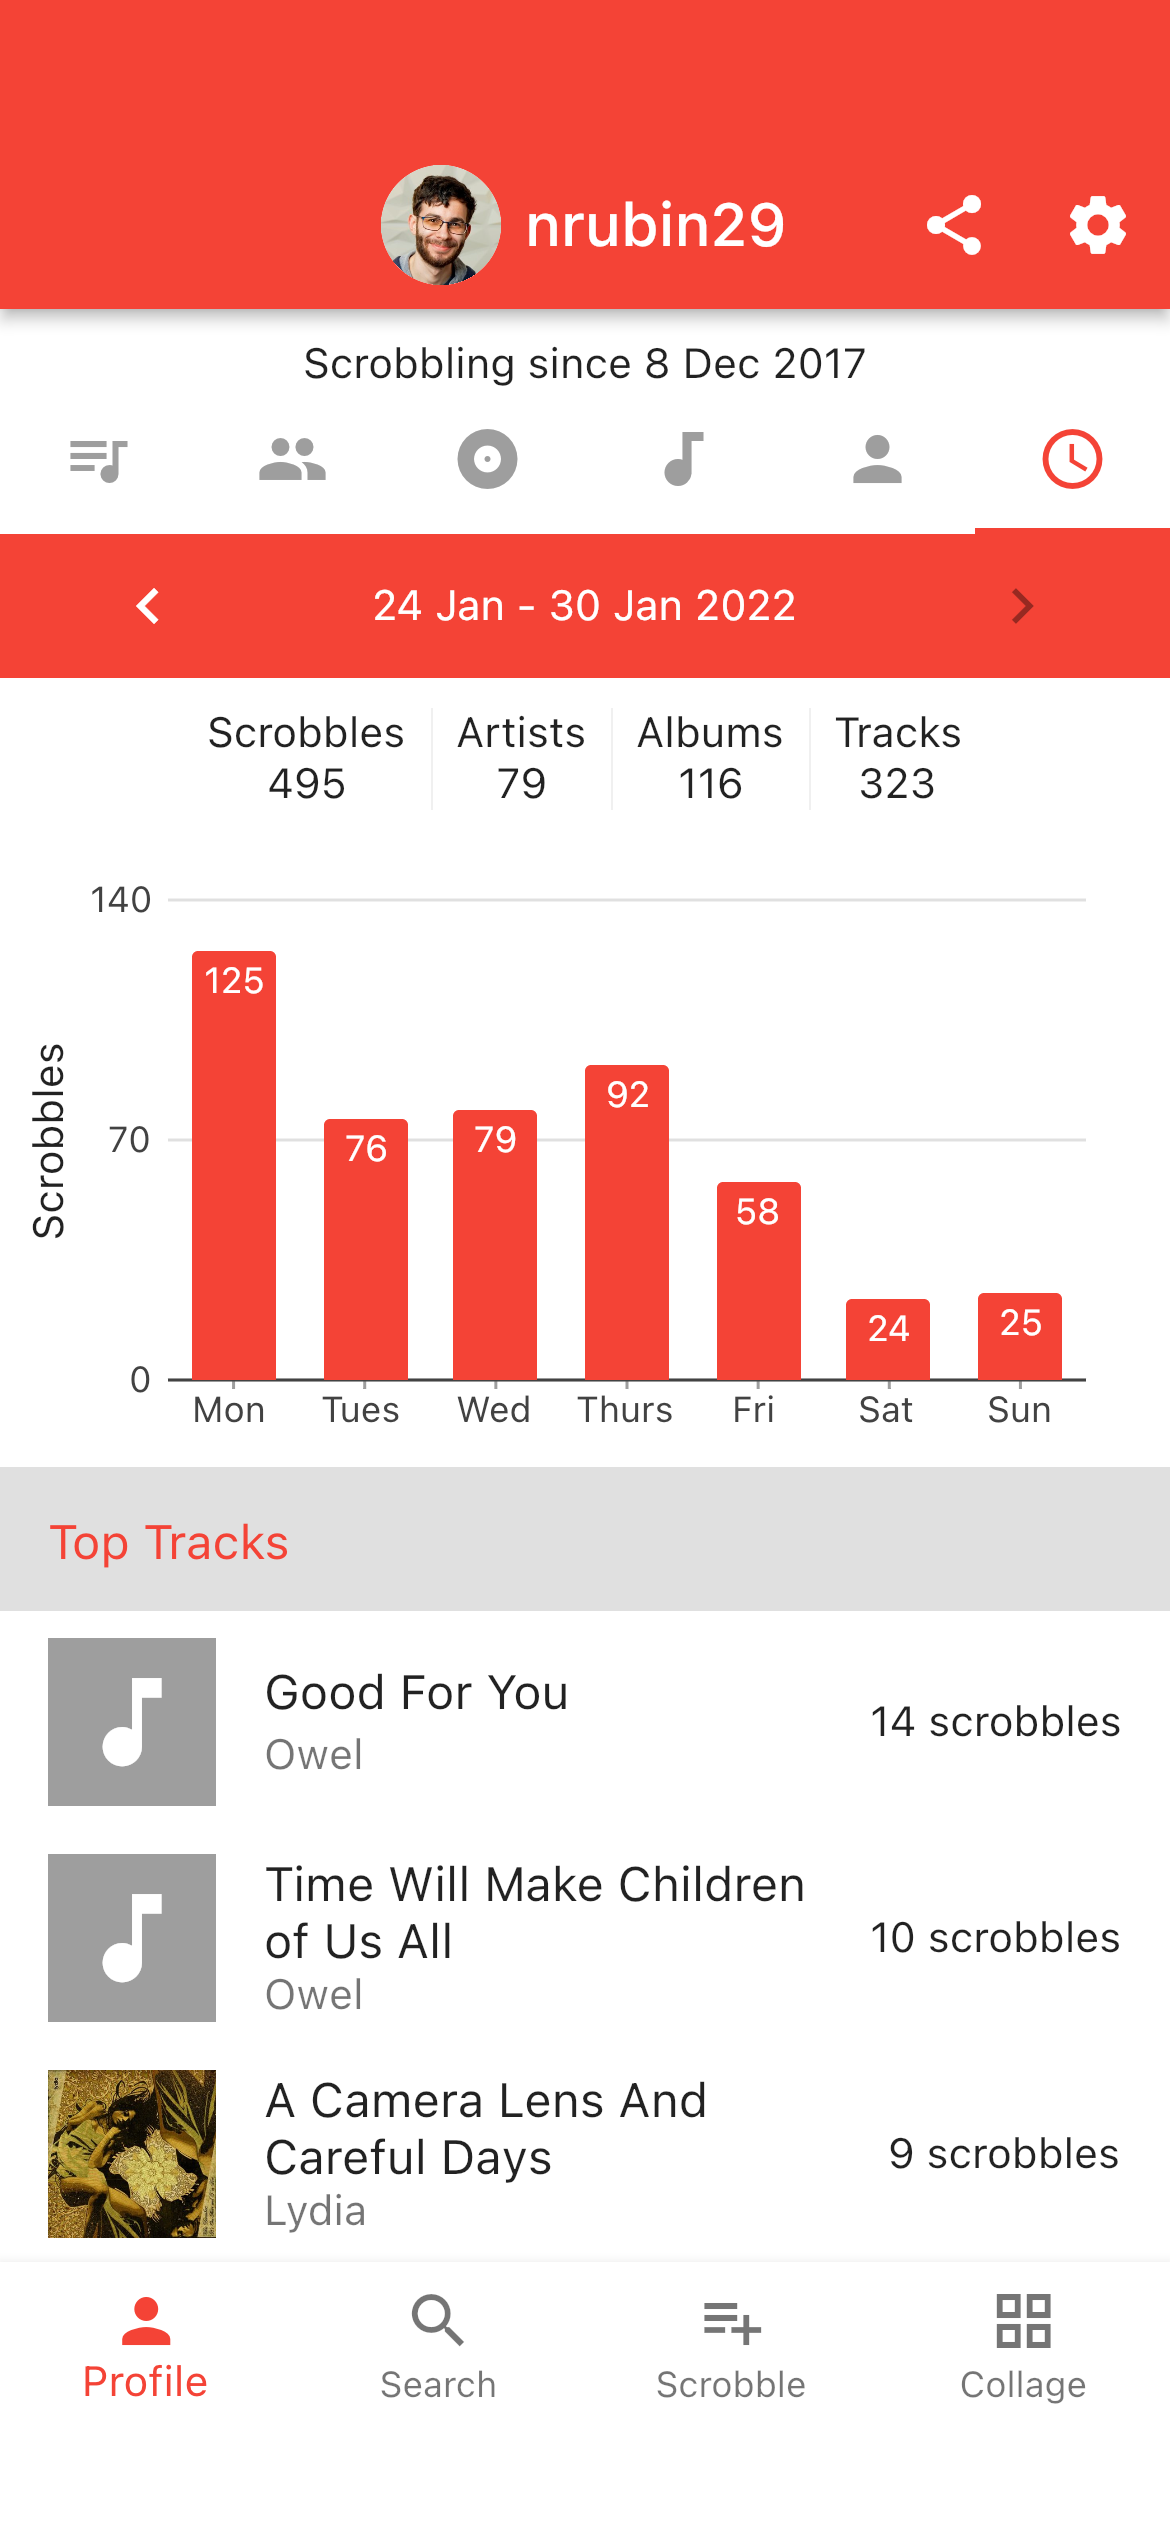 nrubin29
Scrobbling since 8 Dec 2017
24 Jan - 30 Jan 2022
Scrobbles Artists Albums Tracks
495 79 116 323
140
70
0
Scrobbles
125 76 79 92 58 24 25
Mon Tues Wed Thurs Fri Sat Sun
Top Tracks
Good For You
Owel
14 scrobbles
Time Will Make Children
of Us All
Owel
10 scrobbles
A Camera Lens And
Careful Days
Lydia
9 scrobbles
Profile Search Scrobble Collage